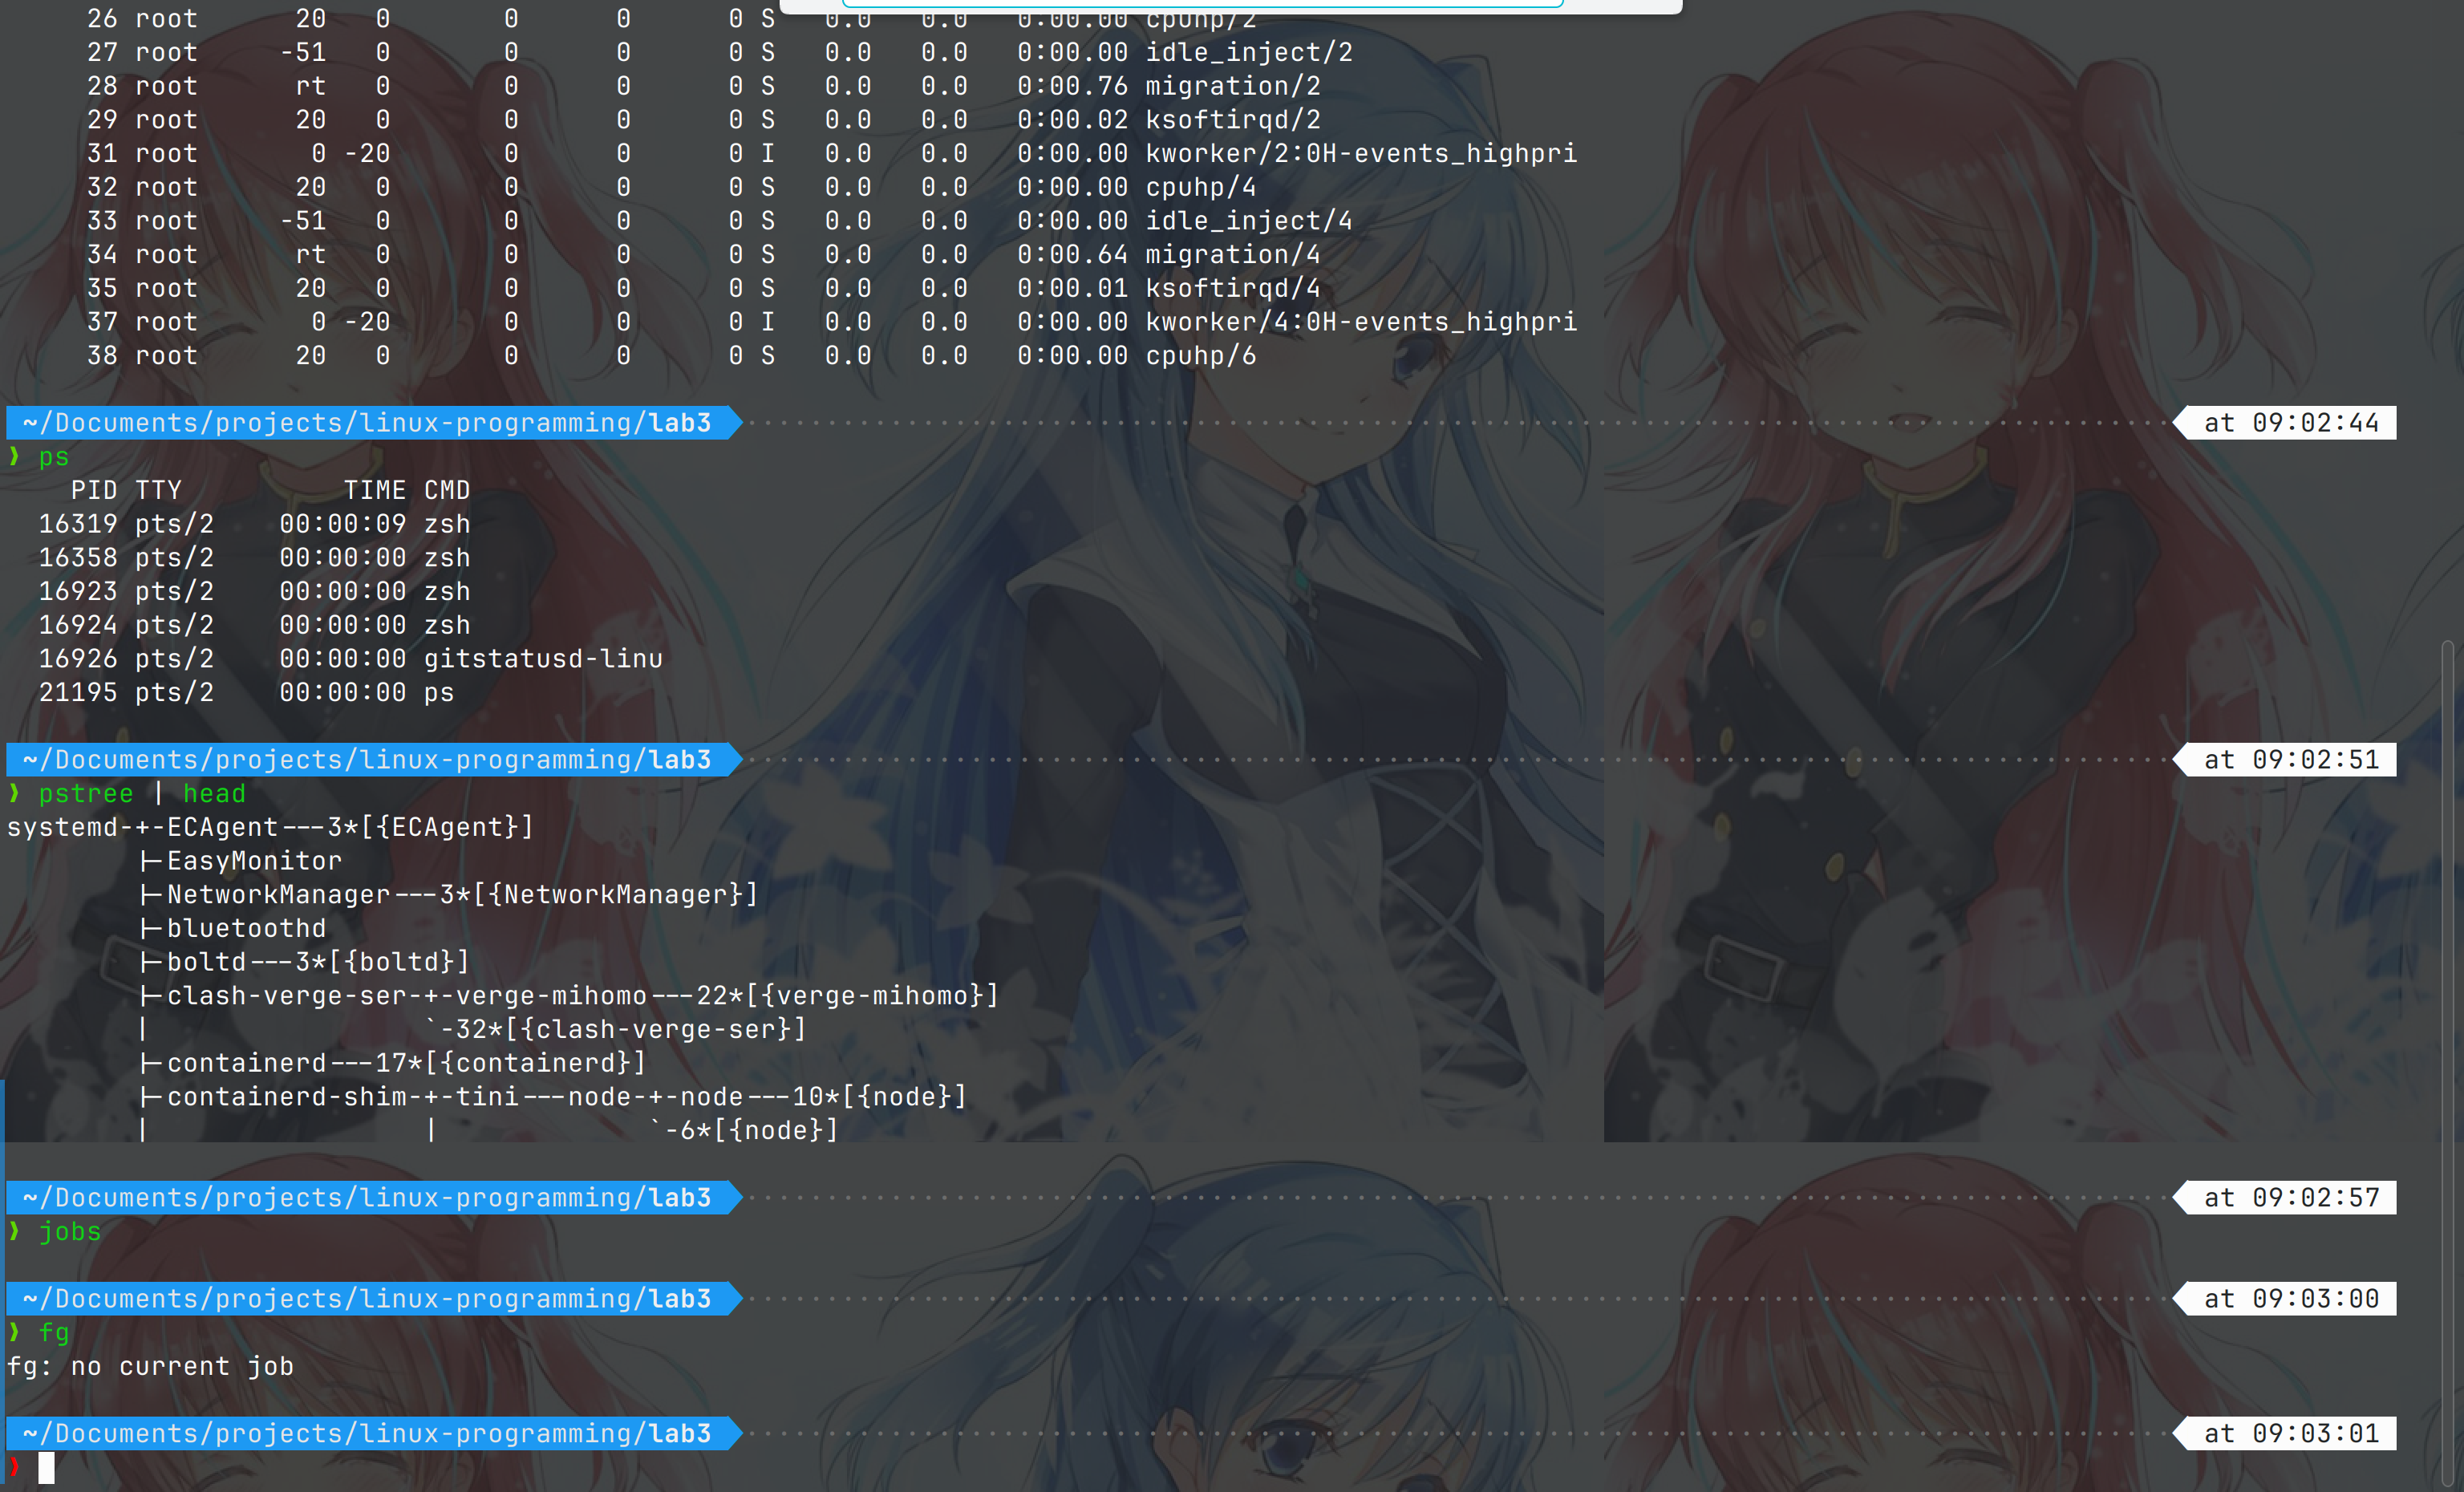 26 root 20 0 0 0 0 S 0.0 0.0 0:00.00 cpuhp/2
27 root -51 0 0 0 0 S 0.0 0.0 0:00.00 idle_inject/2
28 root rt 0 0 0 0 S 0.0 0.0 0:00.76 migration/2
29 root 20 0 0 0 0 S 0.0 0.0 0:00.02 ksoftirqd/2
31 root 0 -20 0 0 0 I 0.0 0.0 0:00.00 kworker/2:0H-events_highpri
32 root 20 0 0 0 0 S 0.0 0.0 0:00.00 cpuhp/4
33 root -51 0 0 0 0 S 0.0 0.0 0:00.00 idle_inject/4
34 root rt 0 0 0 0 S 0.0 0.0 0:00.64 migration/4
35 root 20 0 0 0 0 S 0.0 0.0 0:00.01 ksoftirqd/4
37 root 0 -20 0 0 0 I 0.0 0.0 0:00.00 kworker/4:0H-events_highpri
38 root 20 0 0 0 0 S 0.0 0.0 0:00.00 cpuhp/6
~/Documents/projects/linux-programming/lab3 at 09:02:44
❱ ps
PID TTY TIME CMD
16319 pts/2 00:00:09 zsh
16358 pts/2 00:00:00 zsh
16923 pts/2 00:00:00 zsh
16924 pts/2 00:00:00 zsh
16926 pts/2 00:00:00 gitstatusd-linu
21195 pts/2 00:00:00 ps
~/Documents/projects/linux-programming/lab3 at 09:02:51
❱ pstree | head
systemd-+-ECAgent---3*[{ECAgent}]
|-EasyMonitor
|-NetworkManager---3*[{NetworkManager}]
|-bluetoothd
|-boltd---3*[{boltd}]
|-clash-verge-ser-+-verge-mihomo---22*[{verge-mihomo}]
| `-32*[{clash-verge-ser}]
|-containerd---17*[{containerd}]
|-containerd-shim-+-tini---node-+-node---10*[{node}]
| | `-6*[{node}]
~/Documents/projects/linux-programming/lab3 at 09:02:57
❱ jobs
~/Documents/projects/linux-programming/lab3 at 09:03:00
❱ fg
fg: no current job
~/Documents/projects/linux-programming/lab3 at 09:03:01
❱